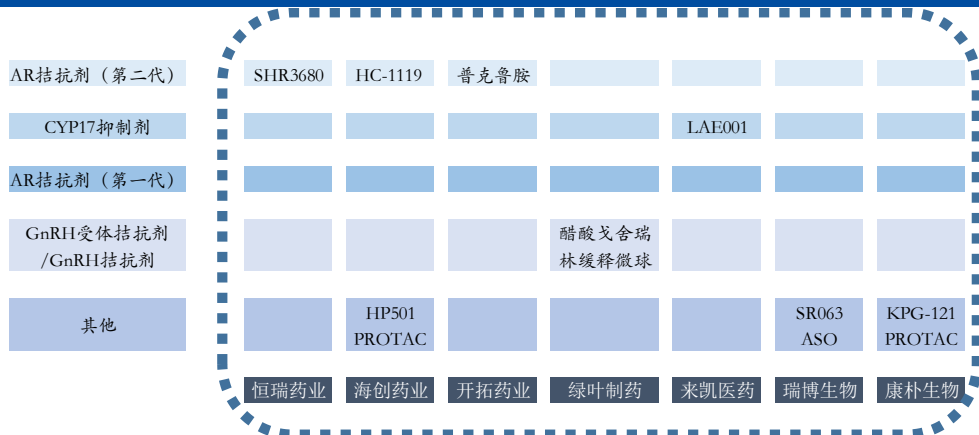 AR拮抗剂（第二代） SHR3680 HC-1119 普克鲁胺
CYP17抑制剂 LAE001
AR拮抗剂（第一代）
GnRH受体拮抗剂
/GnRH拮抗剂
醋酸戈舍瑞
林缓释微球
其他
HP501
PROTAC
SR063
ASO
KPG-121
PROTAC
恒瑞药业 海创药业 开拓药业 绿叶制药 来凯医药 瑞博生物 康朴生物